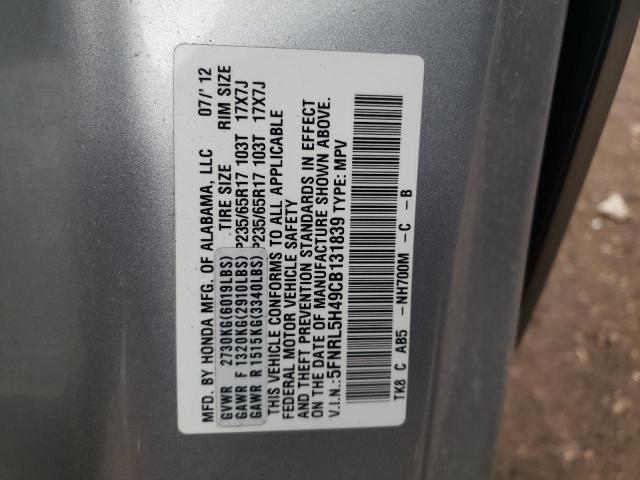 MFD. BY HONDA MFG. OF ALABAMA, LLC 07/' 12
TIRE SIZE RIM SIZE
GVWR 2730KG(6019LBS)
GAWR F 1320KG(2910LBS) P235/65R17 103T 17X7J
GAWR R 1515KG(3340LBS) P235/65R17 103T 17X7J
THIS VEHICLE CONFORMS TO ALL APPLICABLE
FEDERAL MOTOR VEHICLE SAFETY
AND THEFT PREVENTION STANDARDS IN EFFECT
ON THE DATE OF MANUFACTURE SHOWN ABOVE.
V.I.N.:5FNRL5H49CB131839 TYPE: MPV
TK8 C AB5 -NH700M -C -B